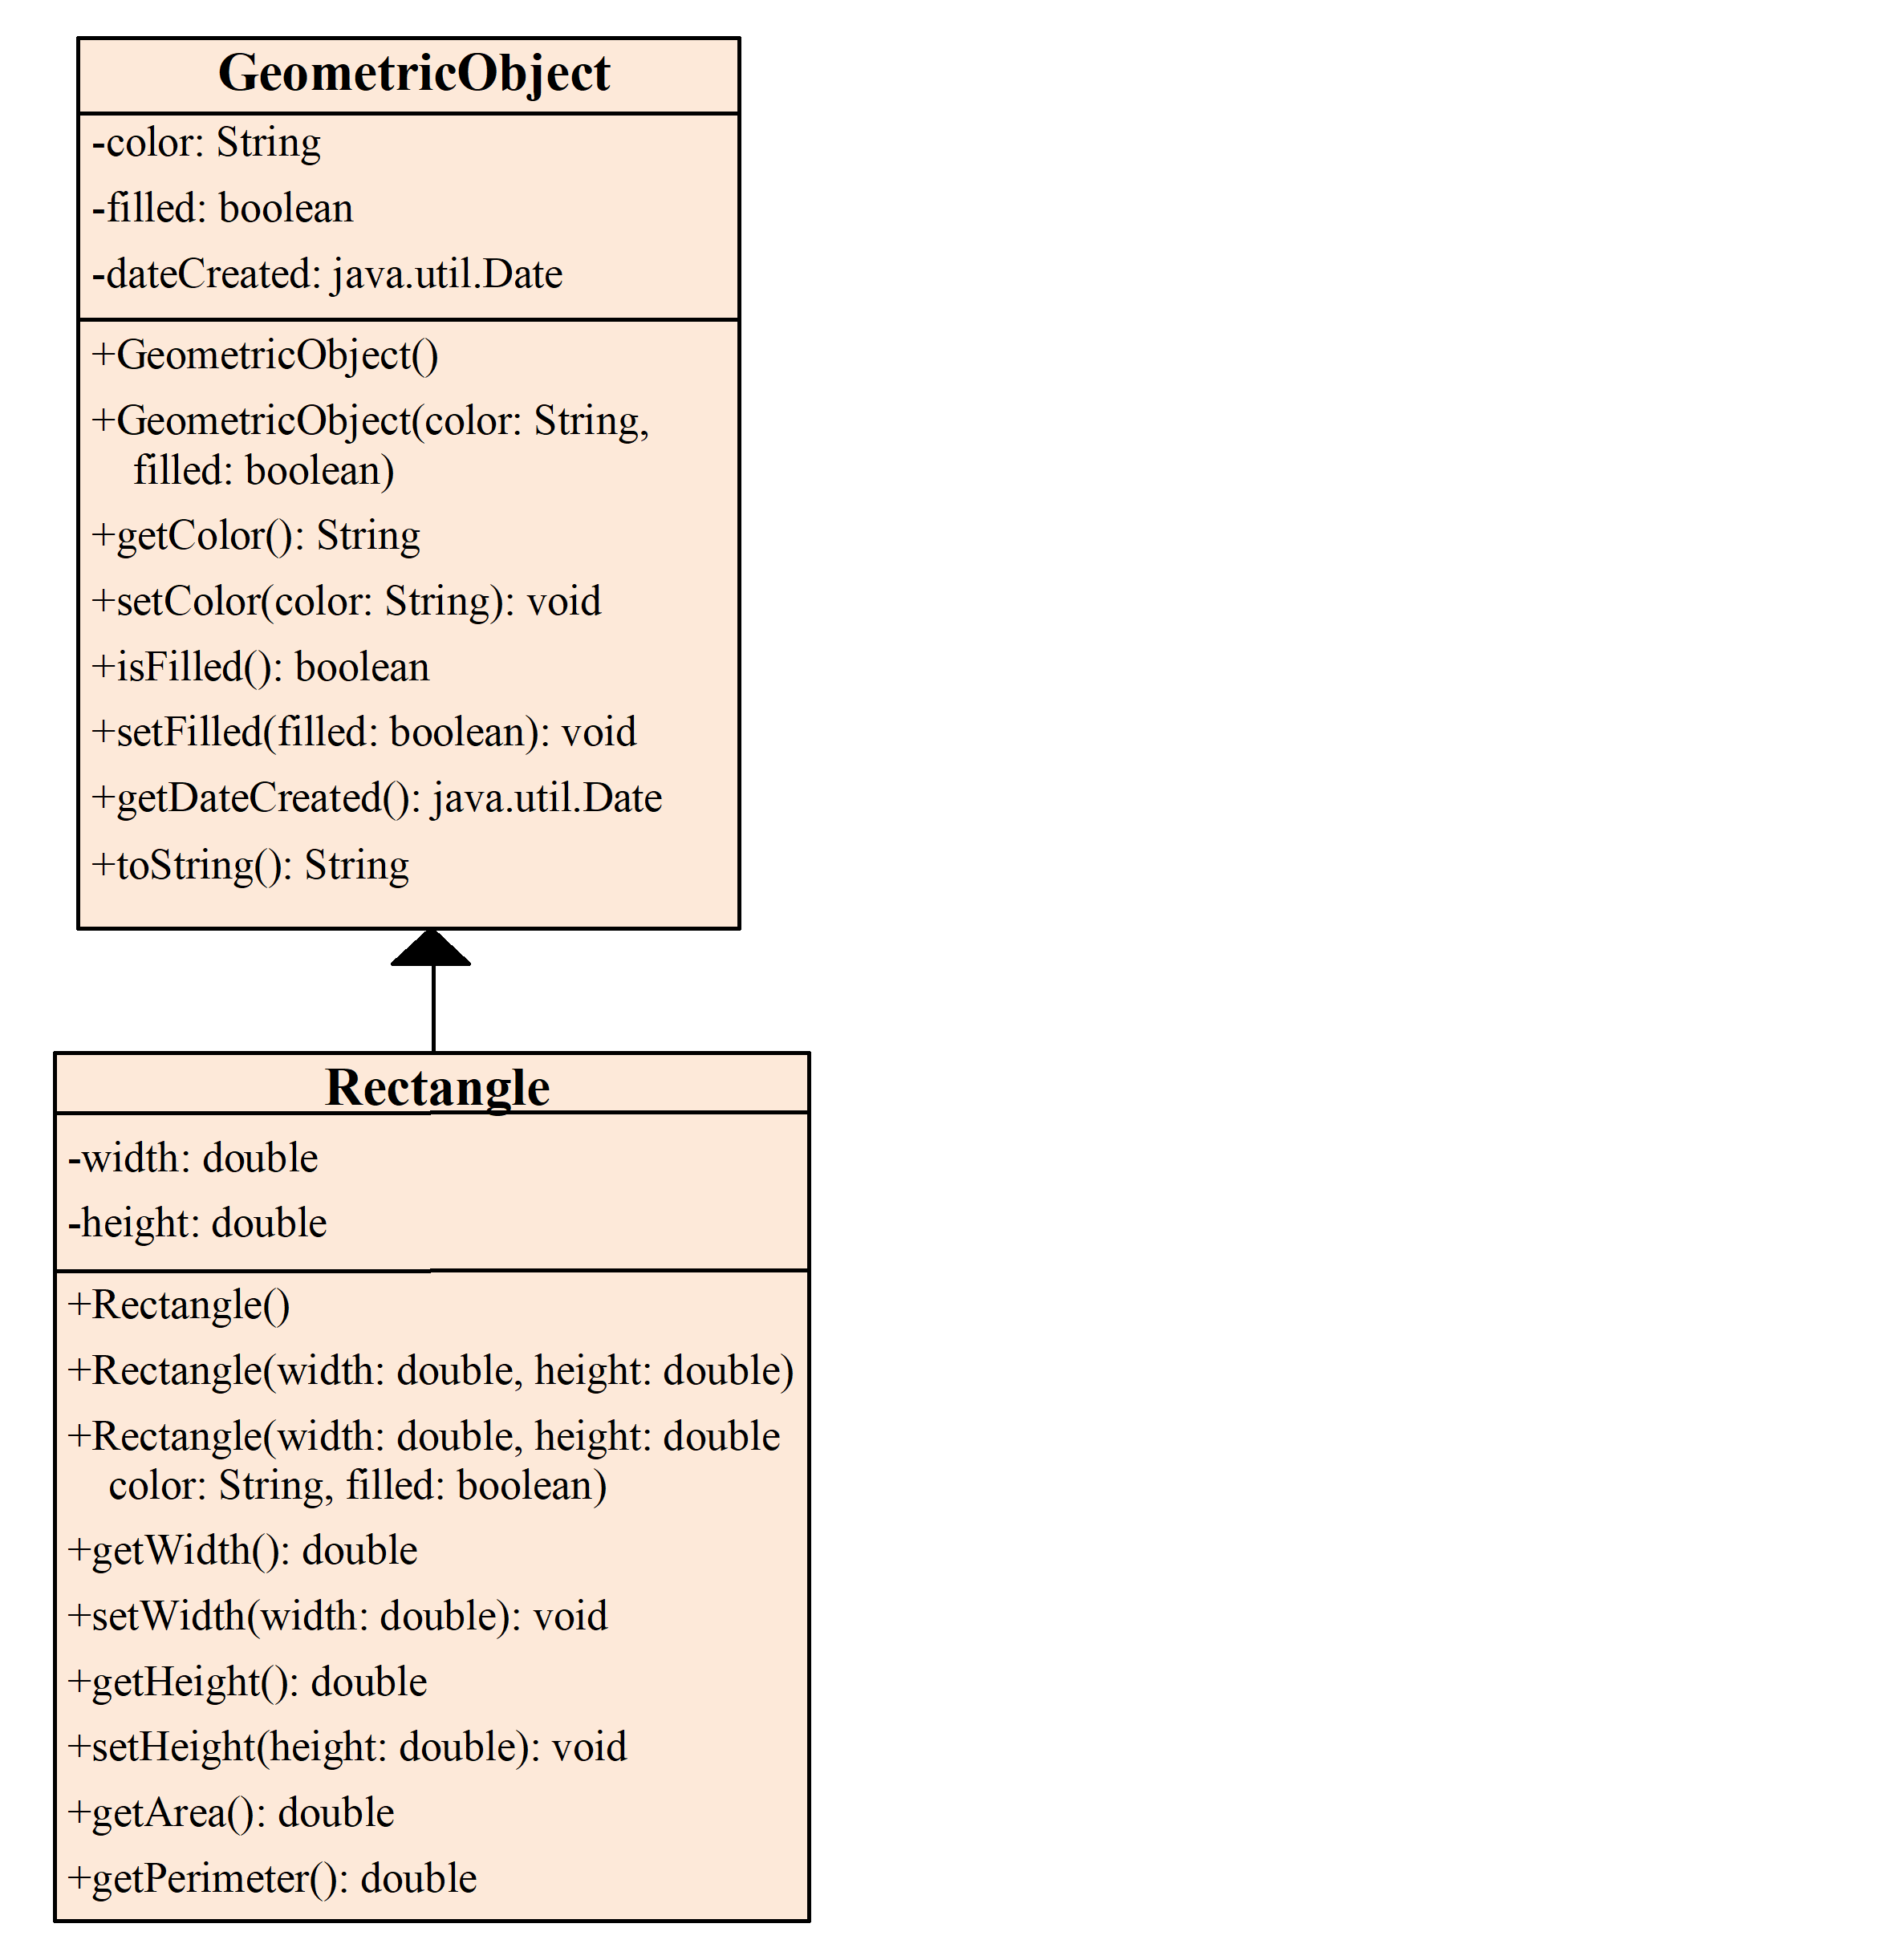 GeometricObject
-color: String
-filled: boolean
-dateCreated: java.util.Date
+GeometricObject()
+GeometricObject(color: String,
filled: boolean)
+getColor(): String
+setColor(color: String): void
+isFilled(): boolean
+setFilled(filled: boolean): void
+getDateCreated(): java.util.Date
+toString(): String
Rectangle
-width: double
-height: double
+Rectangle()
+Rectangle(width: double, height: double)
+Rectangle(width: double, height: double
color: String, filled: boolean)
+getWidth(): double
+setWidth(width: double): void
+getHeight(): double
+setHeight(height: double): void
+getArea(): double
+getPerimeter(): double